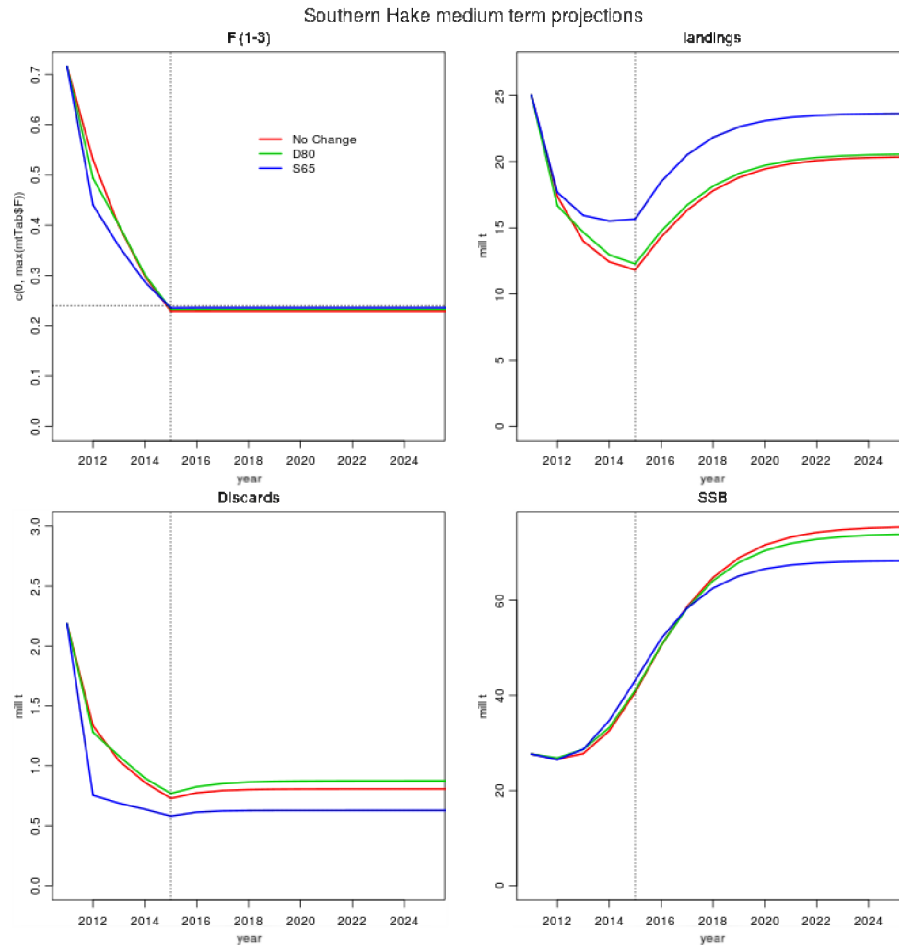 Southern Hake medium term projections
F (1-3)
c(0, max(mtTab$F)
0.0 0.1 0.2 0.3 0.4 0.5 0.6 0.7
No Change
D80
S65
2012 2014 2016 2018 2020 2022 2024
year
landings
mill t
0 5 10 15 20 25
2012 2014 2016 2018 2020 2022 2024
year
Discards
mill t
0.0 0.5 1.0 1.5 2.0 2.5 3.0
2012 2014 2016 2018 2020 2022 2024
year
SSB
mill t
0 20 40 60
2012 2014 2016 2018 2020 2022 2024
year